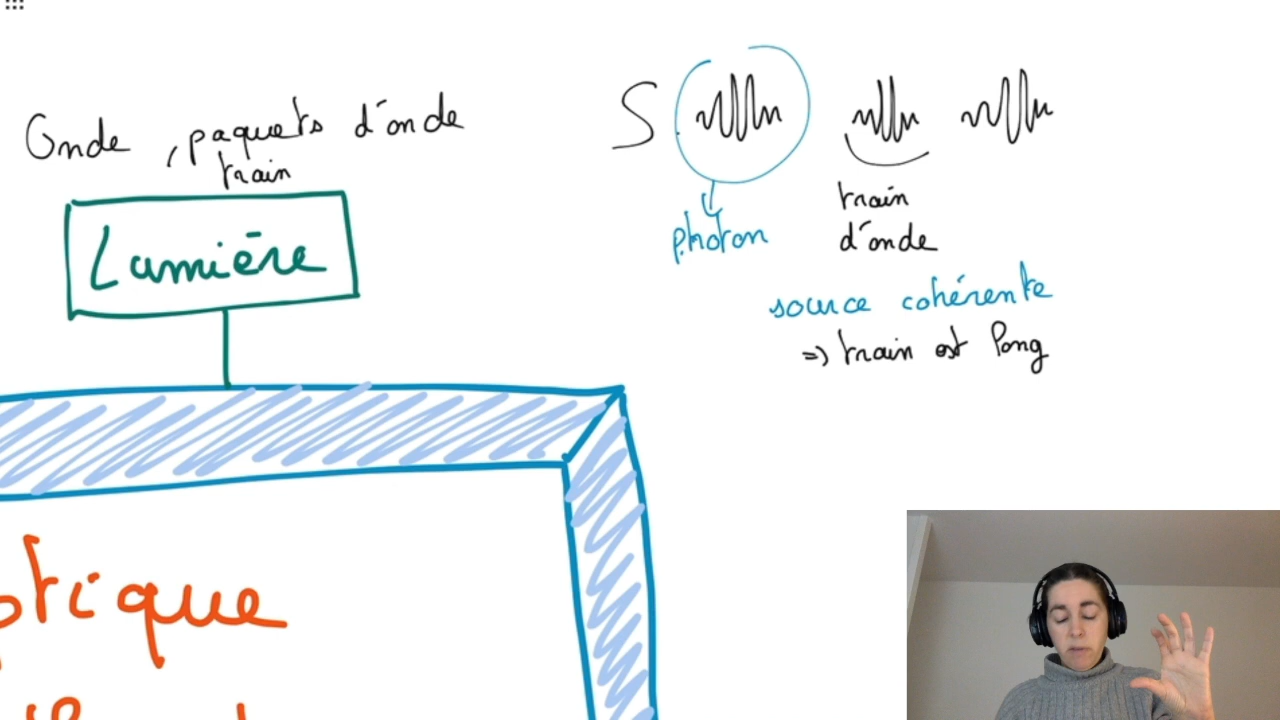 Onde, paquets d'onde
train
Lumière
S
photon
train
d'onde
source cohérente
=> train est long
ptique